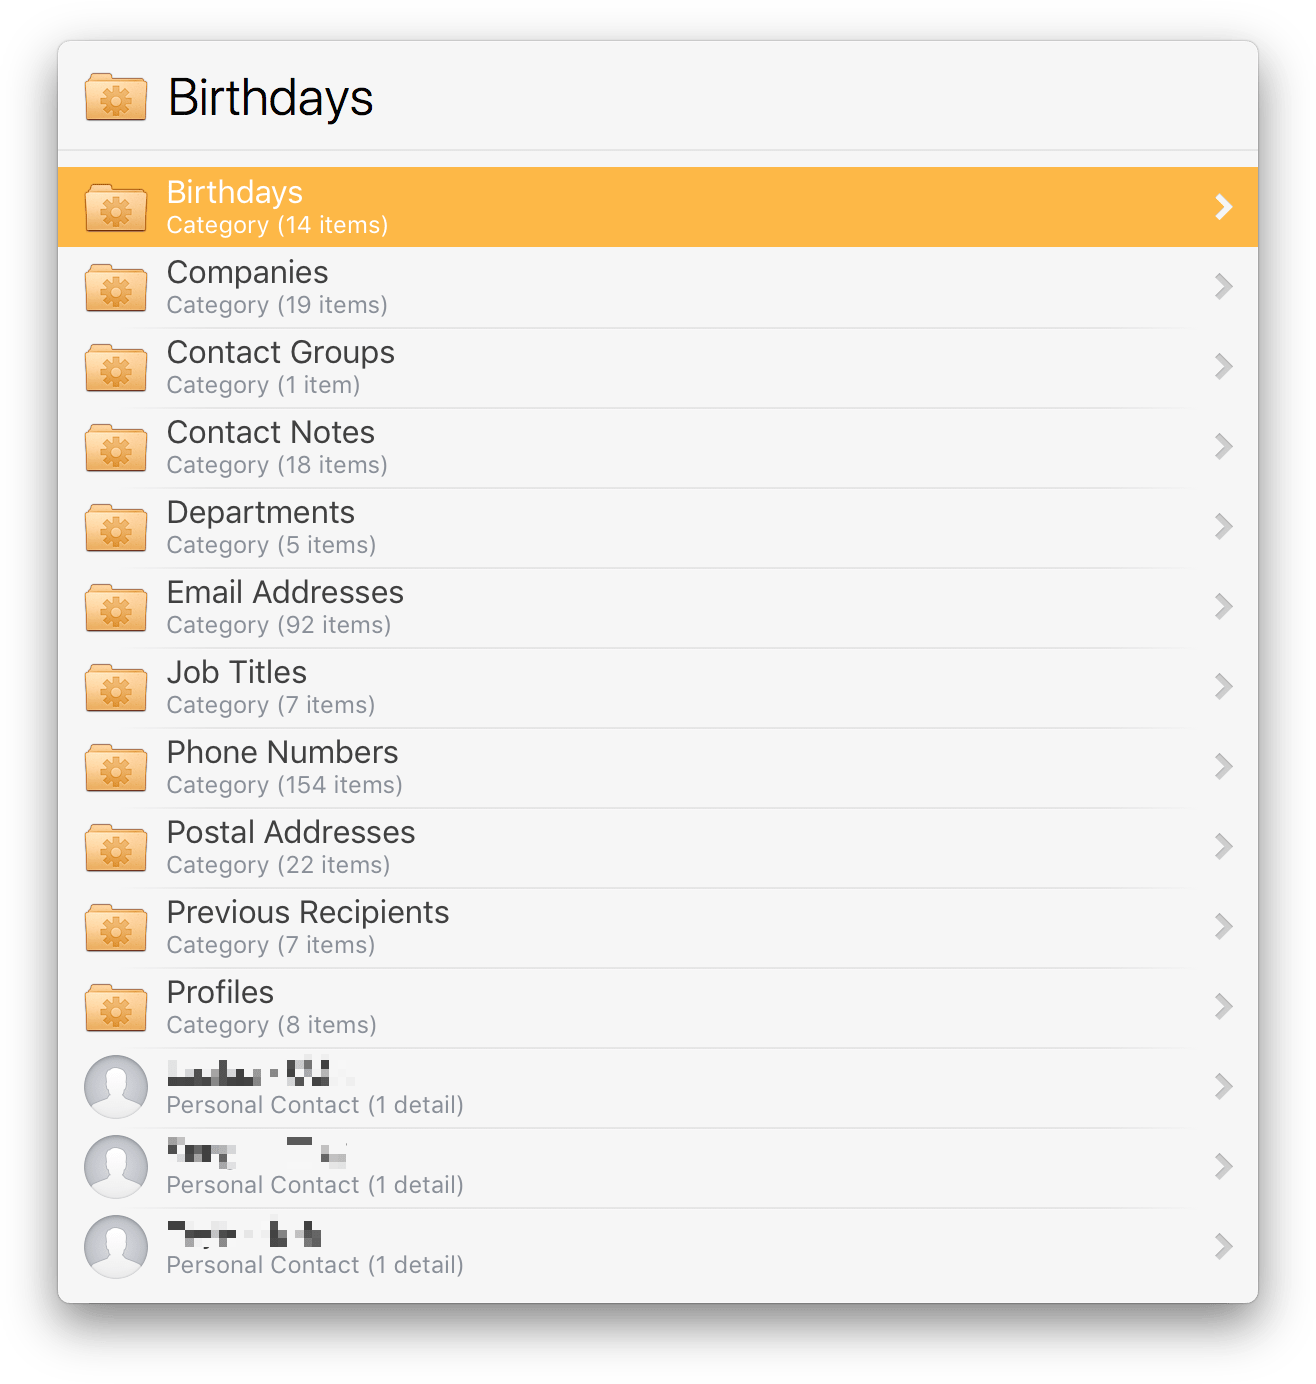 Birthdays
Birthdays
Category (14 items)
Companies
Category (19 items)
Contact Groups
Category (1 item)
Contact Notes
Category (18 items)
Departments
Category (5 items)
Email Addresses
Category (92 items)
Job Titles
Category (7 items)
Phone Numbers
Category (154 items)
Postal Addresses
Category (22 items)
Previous Recipients
Category (7 items)
Profiles
Category (8 items)
Personal Contact (1 detail)
Personal Contact (1 detail)
Personal Contact (1 detail)